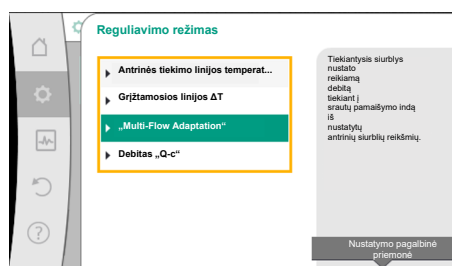 Reguliavimo režimas
Antrinės tiekimo linijos temperat...
Grįžtamosios linijos ΔT
„Multi-Flow Adaptation“
Debitas „Q-c“
Tiekiantysis siurblys
nustato
reikiamą
debitą
tiekiant į
srautų pamaišymo indą
iš
nustatytų
antrinių siurblių reikšmių.
Nustatymo pagalbinė
priemonė